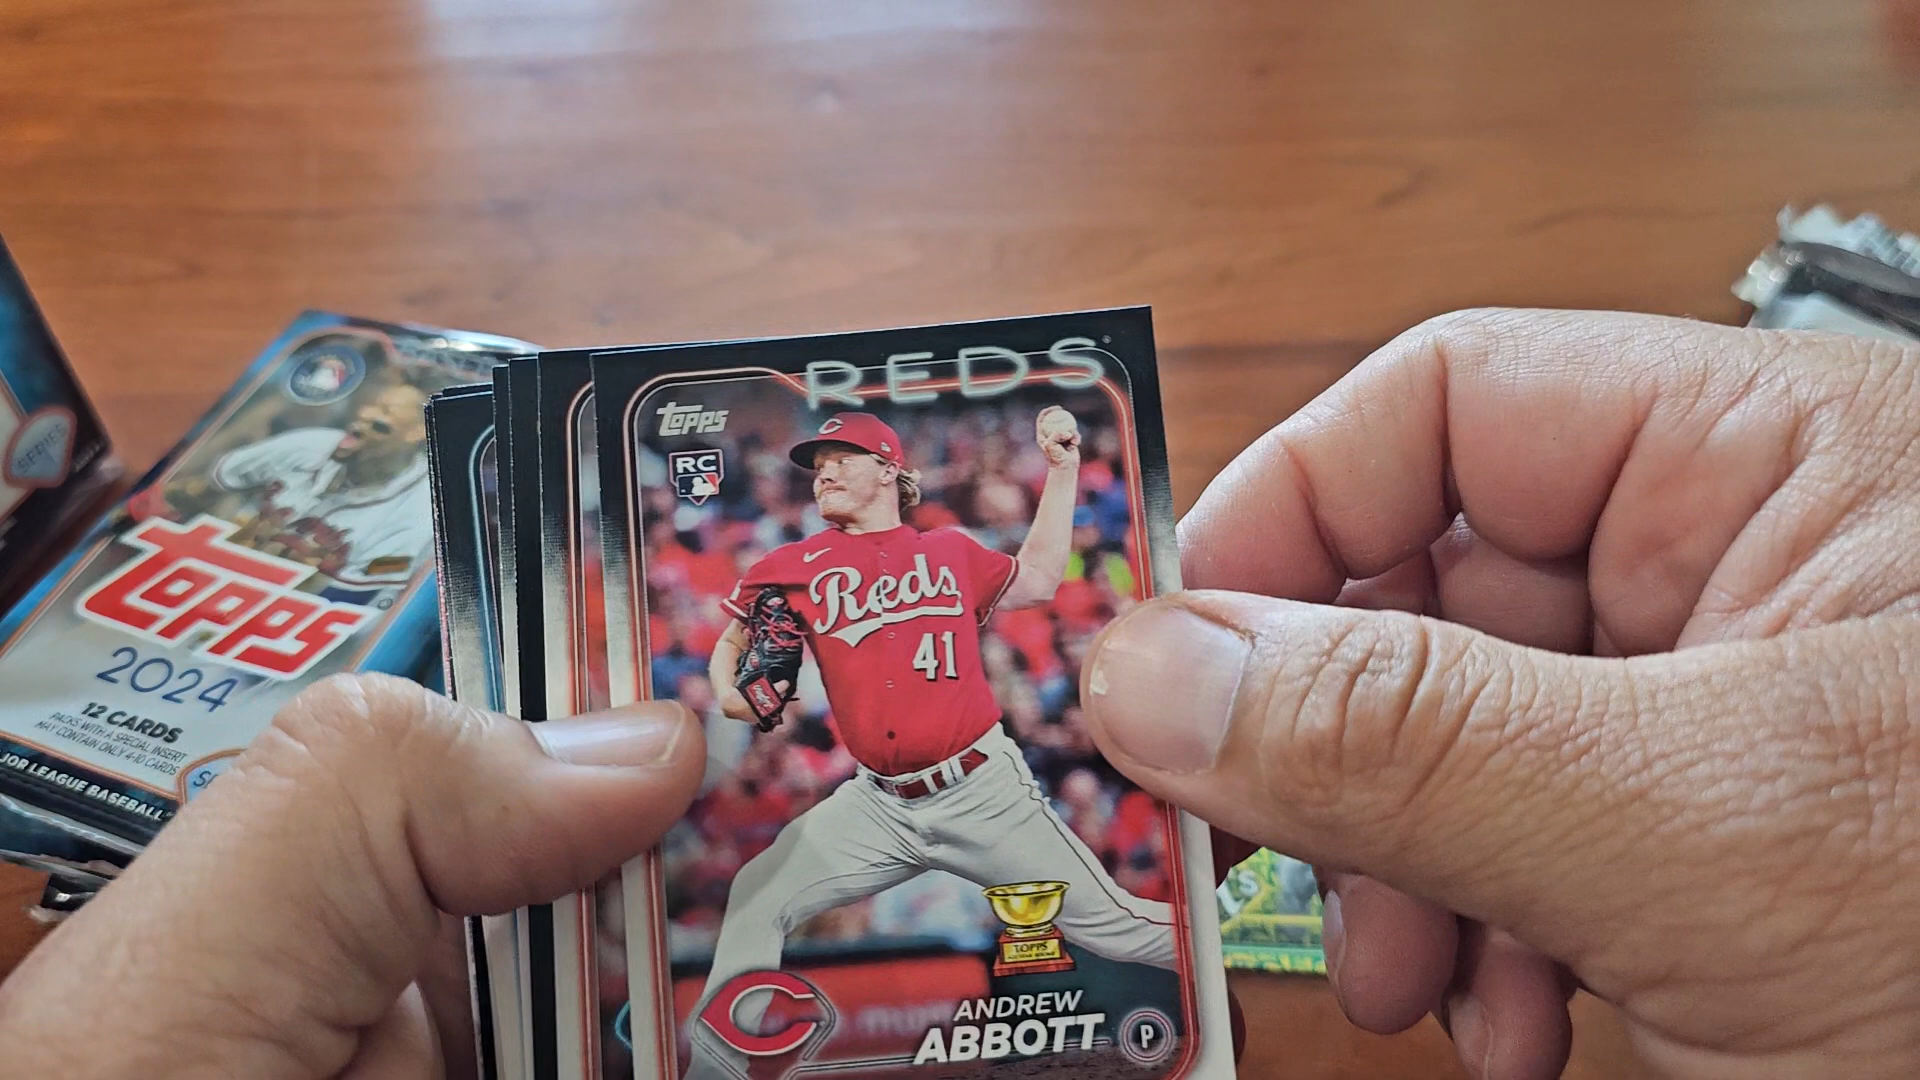 SERIES
Topps
2024
12 CARDS
PACKS WITH A SPECIAL INSERT
MAY CONTAIN ONLY 4-10 CARDS
JOR LEAGUE BASEBALL
REDS
Topps
RC
Reds
41
TOPPS
ANDREW
ABBOTT
P